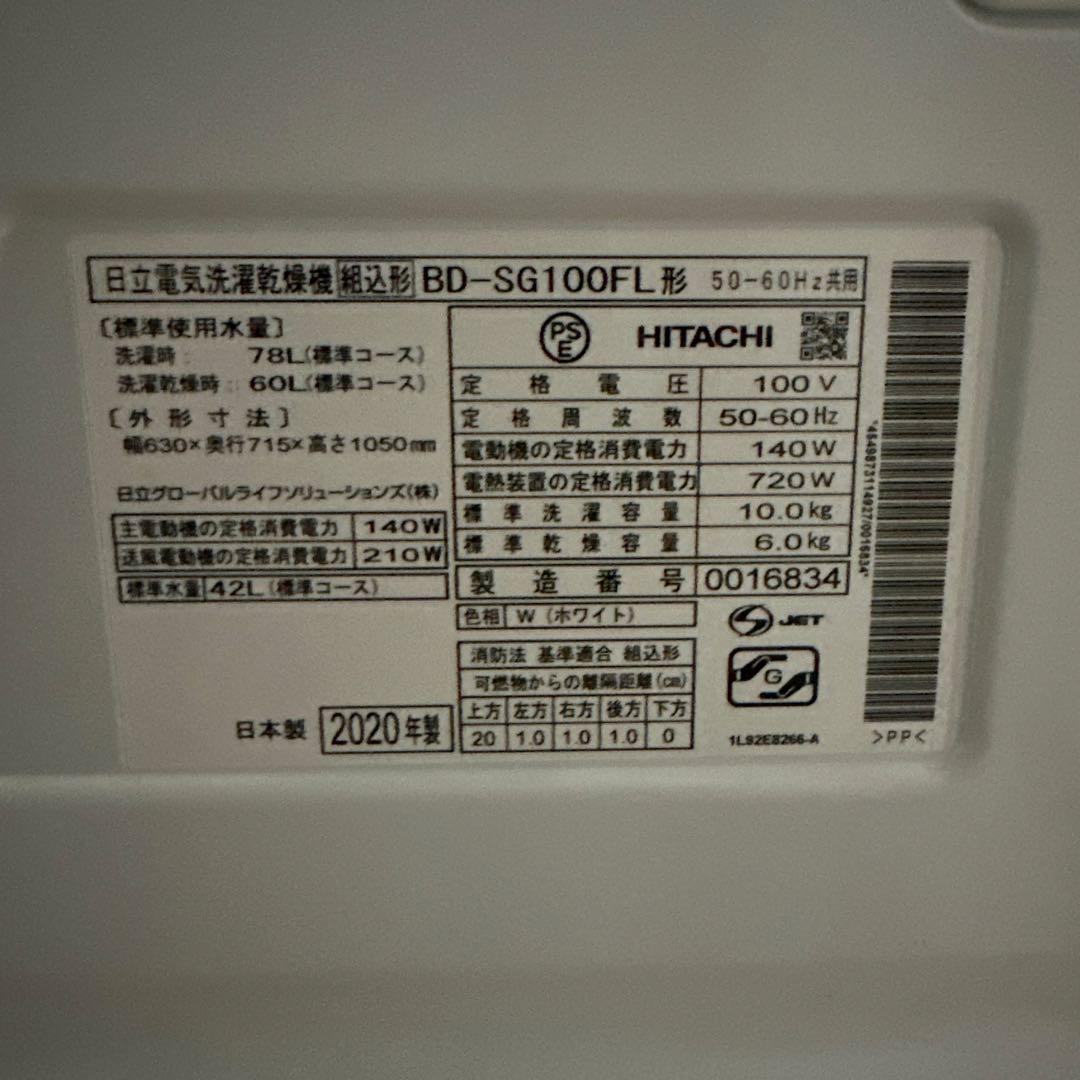 日立電気洗濯乾燥機 組込形 BD-SG100FL形 50-60Hz共用
〔標準使用水量〕
洗濯時： 78L(標準コース)
洗濯乾燥時： 60L(標準コース)
〔外形寸法〕
幅630×奥行715×高さ1050mm
日立グローバルライフソリューションズ(株)
主電動機の定格消費電力 140W
送風電動機の定格消費電力 210W
標準水量 42L(標準コース)
日本製 2020年製
PSE HITACHI
定格電圧 100V
定格周波数 50-60Hz
電動機の定格消費電力 140W
電熱装置の定格消費電力 720W
標準洗濯容量 10.0kg
標準乾燥容量 6.0kg
製造番号 0016834
色相 W(ホワイト)
消防法 基準適合 組込形
可燃物からの離隔距離(cm)
上方 左方 右方 後方 下方
20 1.0 1.0 1.0 0
S JET
G
1L92E8266-A
*4549873114927/0016834*
>PP<